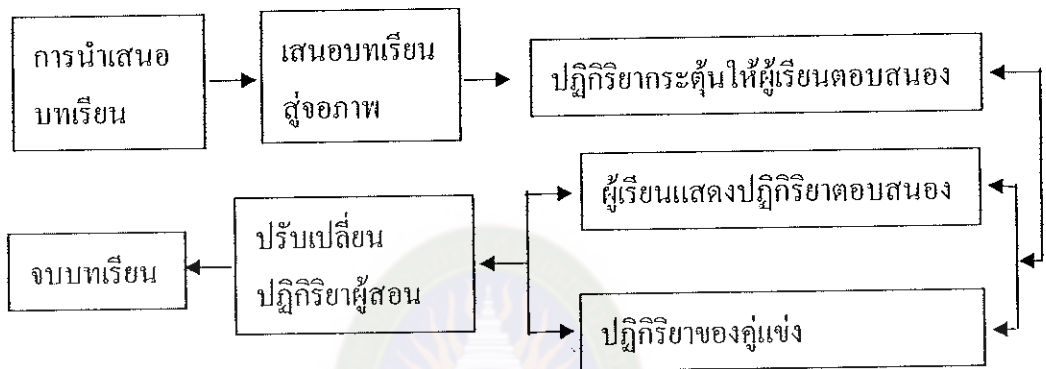 การนำเสนอ
บทเรียน
เสนอบทเรียน
สู่จอภาพ
ปฏิกิริยากระตุ้นให้ผู้เรียนตอบสนอง
ผู้เรียนแสดงปฏิกิริยาตอบสนอง
ปรับเปลี่ยน
ปฏิกิริยาผู้สอน
จบบทเรียน
ปฏิกิริยาของคู่แข่ง